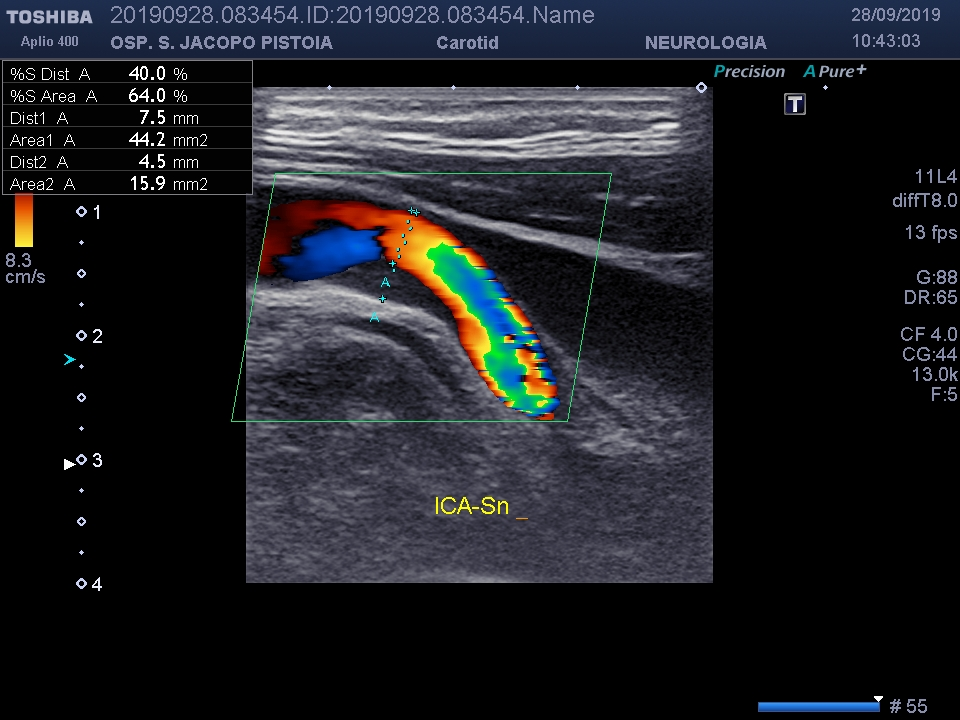 TOSHIBA 20190928.083454.ID:20190928.083454.Name 28/09/2019
Aplio 400 OSP. S. JACOPO PISTOIA Carotid NEUROLOGIA 10:43:03
%S Dist A 40.0 %
%S Area A 64.0 %
Dist1 A 7.5 mm
Area1 A 44.2 mm2
Dist2 A 4.5 mm
Area2 A 15.9 mm2
Precision A Pure+
T
11L4
diffT8.0
13 fps
G:88
DR:65
CF 4.0
CG:44
13.0k
F:5
8.3
cm/s
1
2
3
4
A
A
ICA-Sn _
# 55